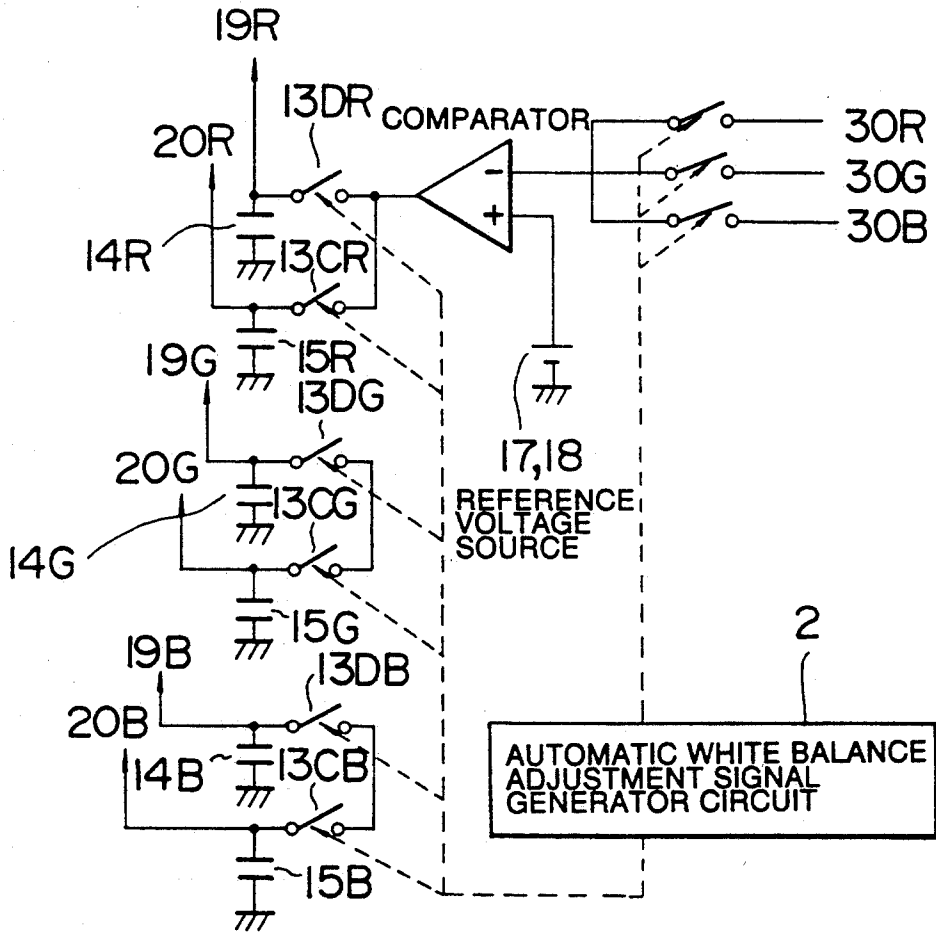 19R
13DR
COMPARATOR
30R
20R
30G
-
+
30B
14R
13CR
15R
19G
13DG
17,18
20G
13CG
REFERENCE
VOLTAGE
SOURCE
14G
15G
2
19B
13DB
20B
AUTOMATIC WHITE BALANCE
ADJUSTMENT SIGNAL
GENERATOR CIRCUIT
14B
13CB
15B